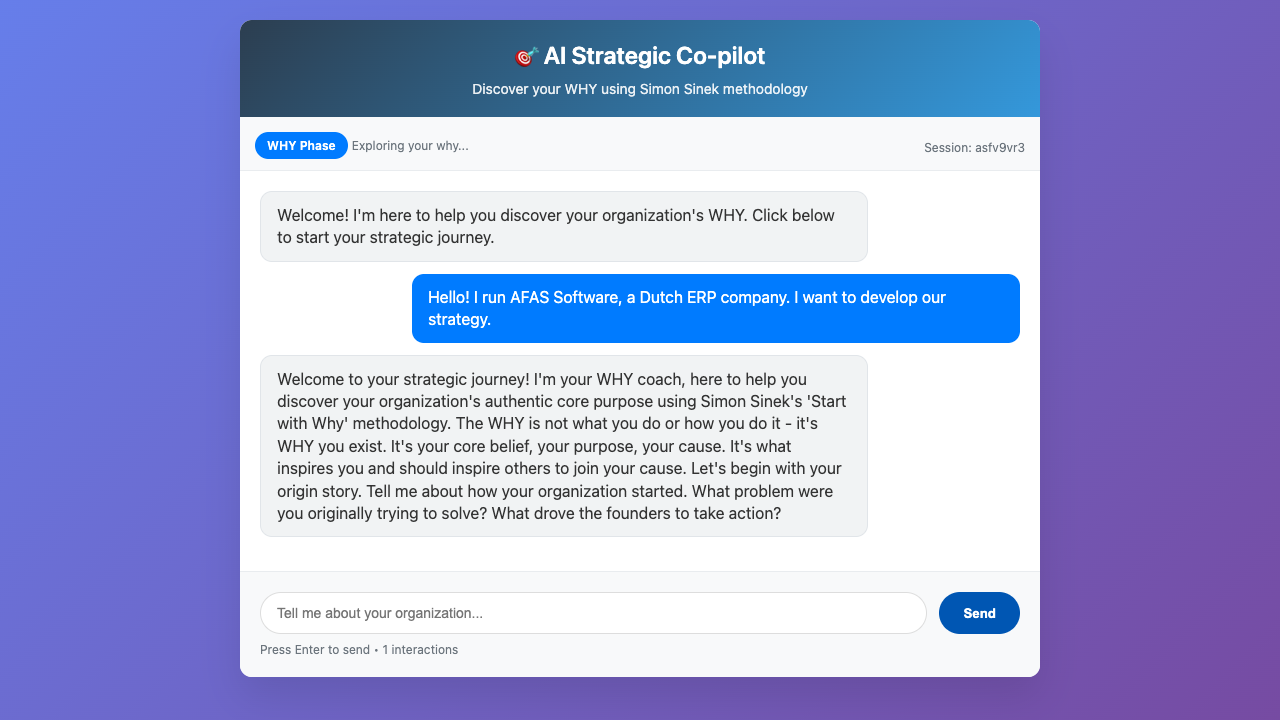 🎯 AI Strategic Co-pilot
Discover your WHY using Simon Sinek methodology
WHY Phase Exploring your why... Session: asfv9vr3
Welcome! I'm here to help you discover your organization's WHY. Click below
to start your strategic journey.
Hello! I run AFAS Software, a Dutch ERP company. I want to develop our
strategy.
Welcome to your strategic journey! I'm your WHY coach, here to help you
discover your organization's authentic core purpose using Simon Sinek's 'Start
with Why' methodology. The WHY is not what you do or how you do it - it's
WHY you exist. It's your core belief, your purpose, your cause. It's what
inspires you and should inspire others to join your cause. Let's begin with your
origin story. Tell me about how your organization started. What problem were
you originally trying to solve? What drove the founders to take action?
Tell me about your organization... Send
Press Enter to send • 1 interactions